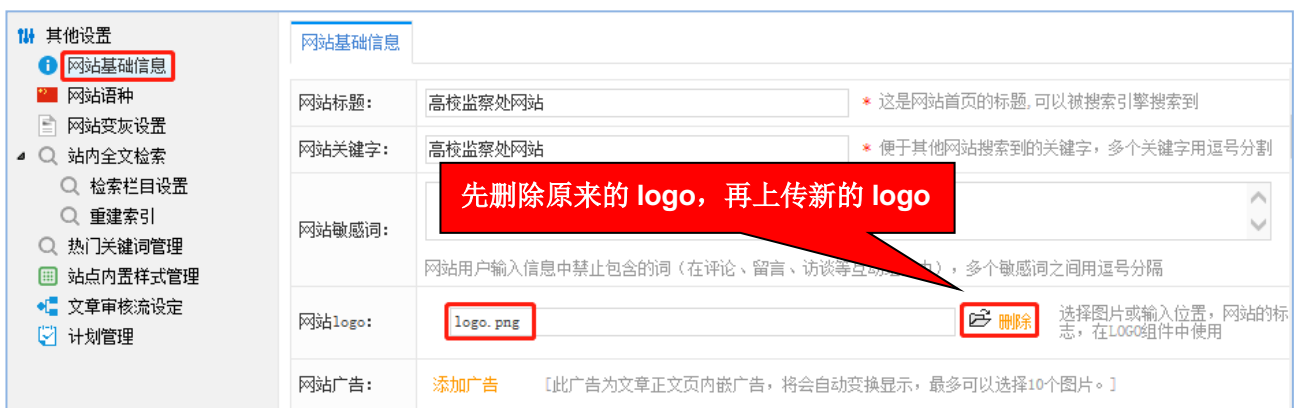 其他设置
网站基础信息
网站语种
网站变灰设置
站内全文检索
检索栏目设置
重建索引
热门关键词管理
站点内置样式管理
文章审核流设定
计划管理
网站基础信息
网站标题： 高校监察处网站 * 这是网站首页的标题,可以被搜索引擎搜索到
网站关键字： 高校监察处网站 * 便于其他网站搜索到的关键字，多个关键字用逗号分割
先删除原来的 logo，再上传新的 logo
网站敏感词：
网站用户输入信息中禁止包含的词（在评论、留言、访谈等互动），多个敏感词之间用逗号分隔
网站logo： logo.png 删除 选择图片或输入位置，网站的标
志，在LOGO组件中使用
网站广告： 添加广告 [此广告为文章正文页内嵌广告，将会自动变换显示，最多可以选择10个图片。]